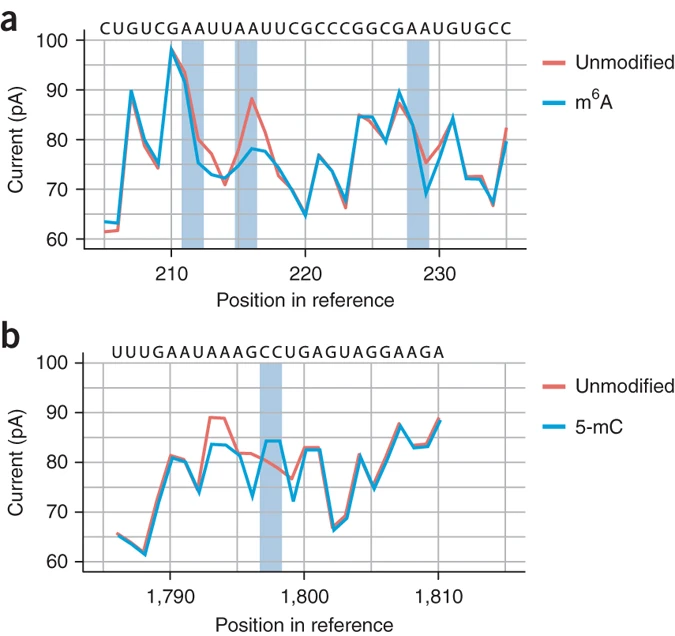 a
CUGUCGAAUUAAUUCGCCCGGCGAAUGUGCC
100
90
80
70
60
Current (pA)
210 220 230
Position in reference
Unmodified
m⁶A
b
UUUGAAUAAAGCCUGAGUAGGAAGA
100
90
80
70
60
Current (pA)
1,790 1,800 1,810
Position in reference
Unmodified
5-mC